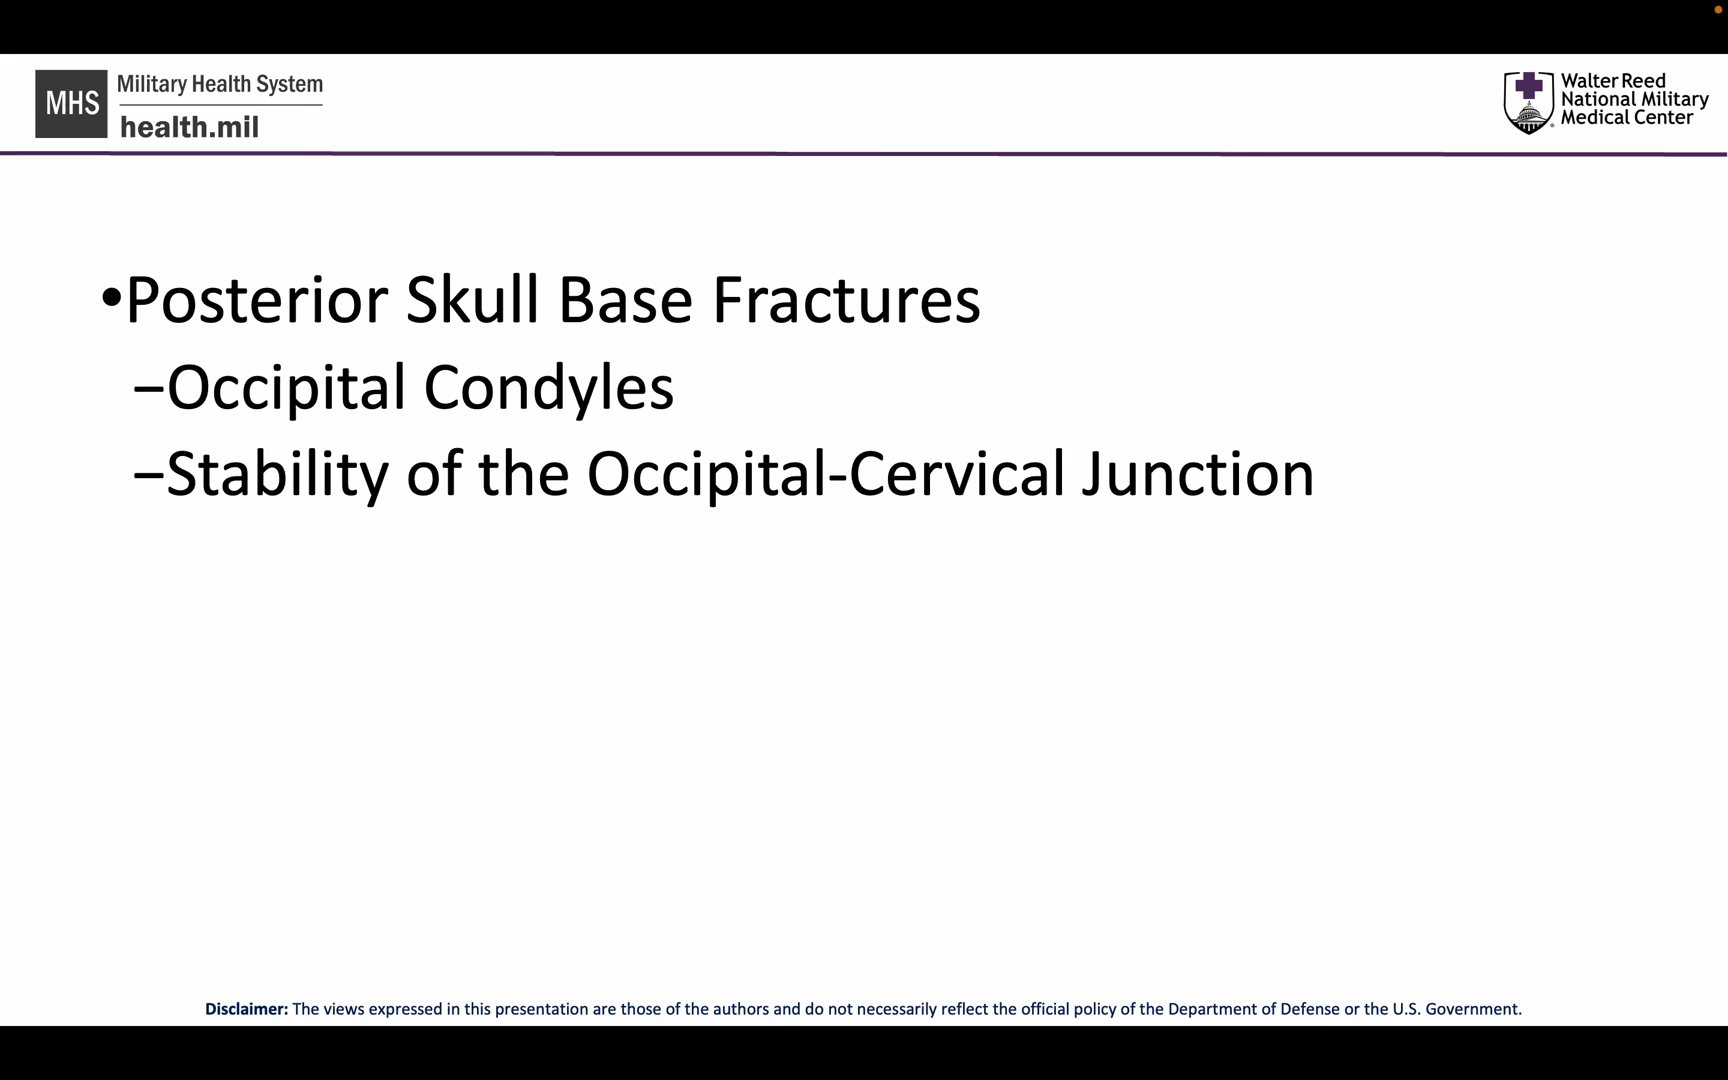 MHS
Military Health System
health.mil
Walter Reed
National Military
Medical Center
•Posterior Skull Base Fractures
–Occipital Condyles
–Stability of the Occipital-Cervical Junction
Disclaimer: The views expressed in this presentation are those of the authors and do not necessarily reflect the official policy of the Department of Defense or the U.S. Government.